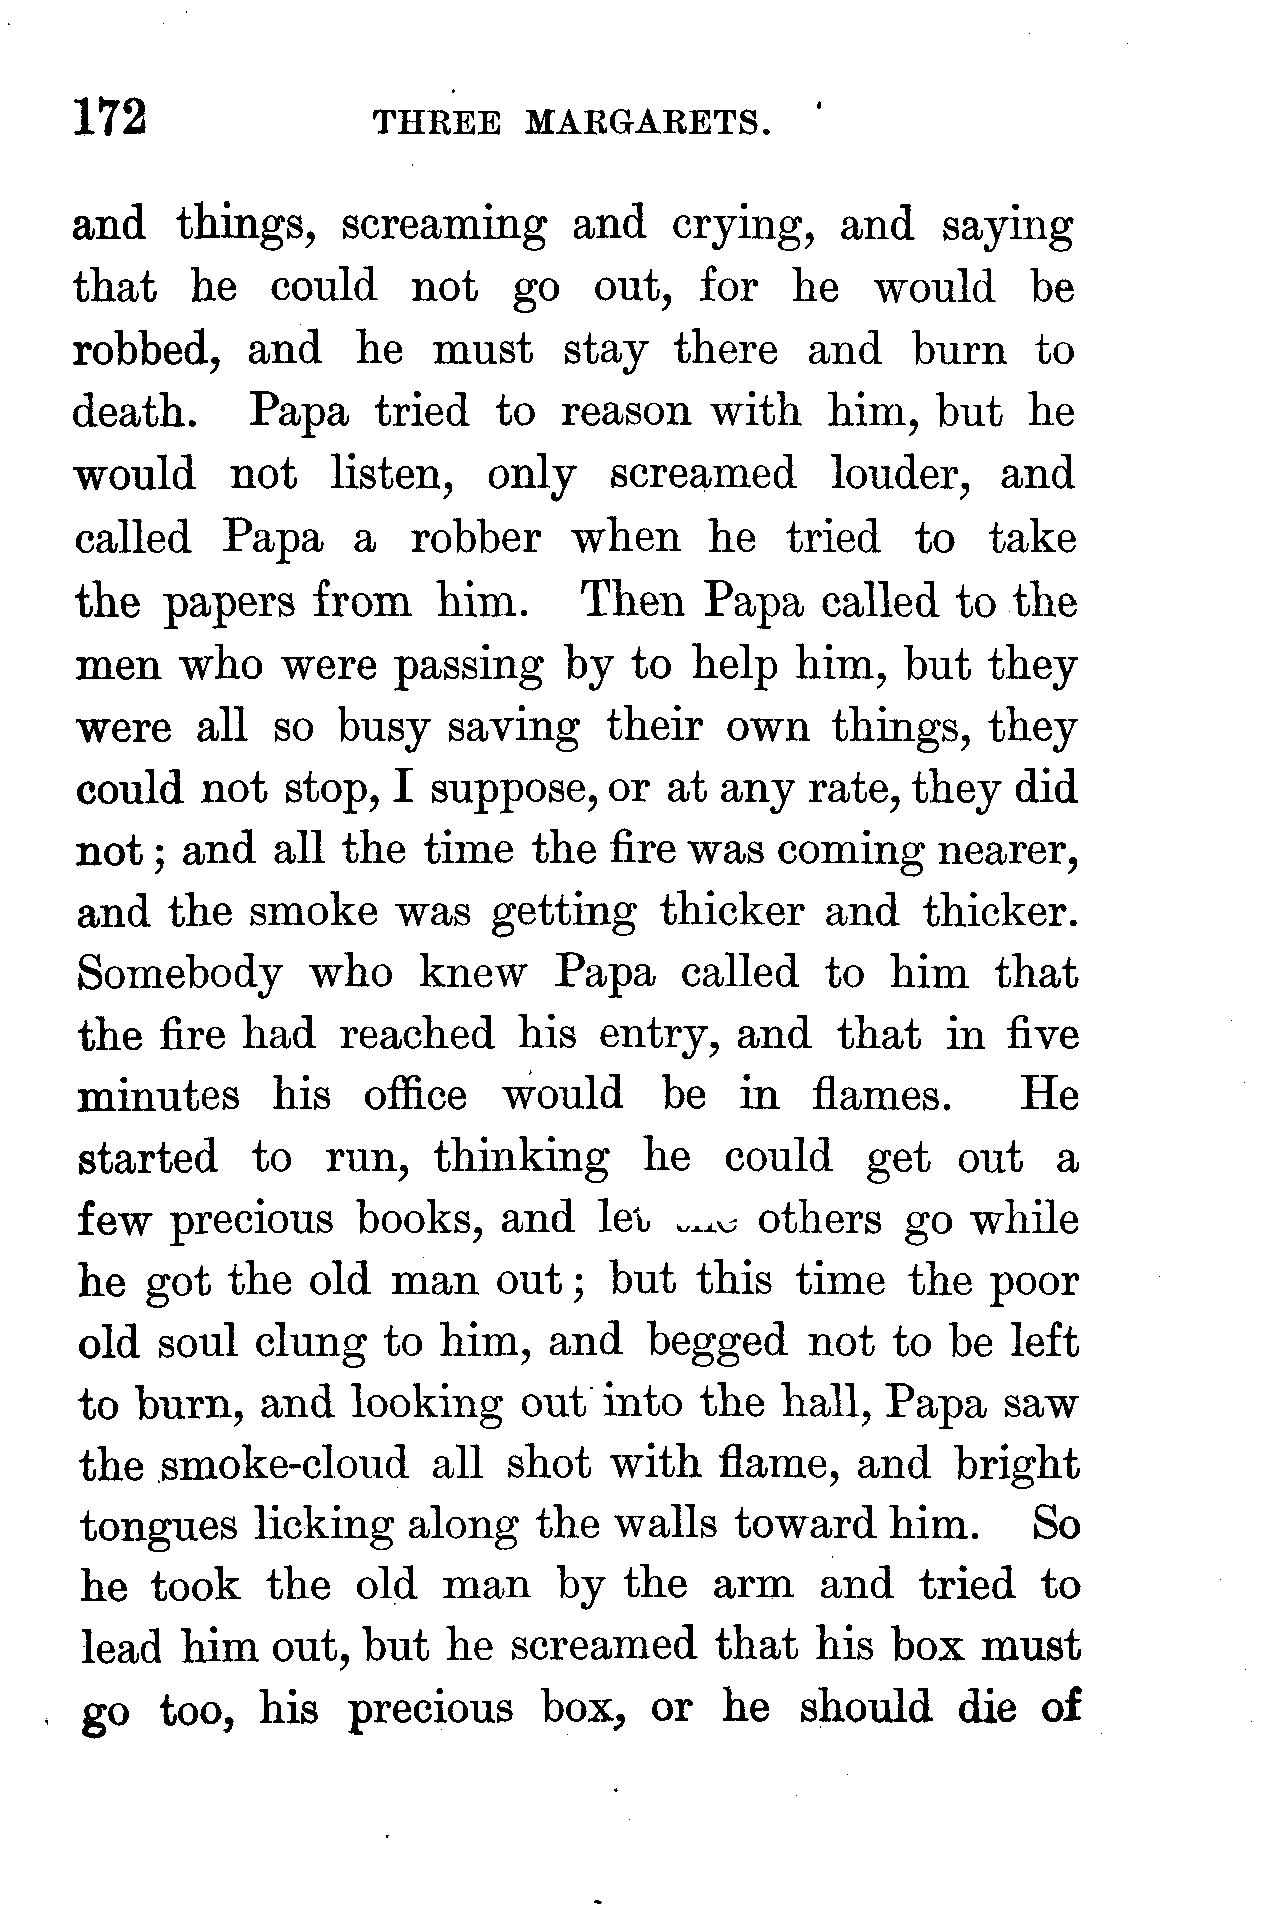 172 THREE MARGARETS.
and things, screaming and crying, and saying
that he could not go out, for he would be
robbed, and he must stay there and burn to
death. Papa tried to reason with him, but he
would not listen, only screamed louder, and
called Papa a robber when he tried to take
the papers from him. Then Papa called to the
men who were passing by to help him, but they
were all so busy saving their own things, they
could not stop, I suppose, or at any rate, they did
not; and all the time the fire was coming nearer,
and the smoke was getting thicker and thicker.
Somebody who knew Papa called to him that
the fire had reached his entry, and that in five
minutes his office would be in flames. He
started to run, thinking he could get out a
few precious books, and let others go while
he got the old man out; but this time the poor
old soul clung to him, and begged not to be left
to burn, and looking out into the hall, Papa saw
the smoke-cloud all shot with flame, and bright
tongues licking along the walls toward him. So
he took the old man by the arm and tried to
lead him out, but he screamed that his box must
go too, his precious box, or he should die of